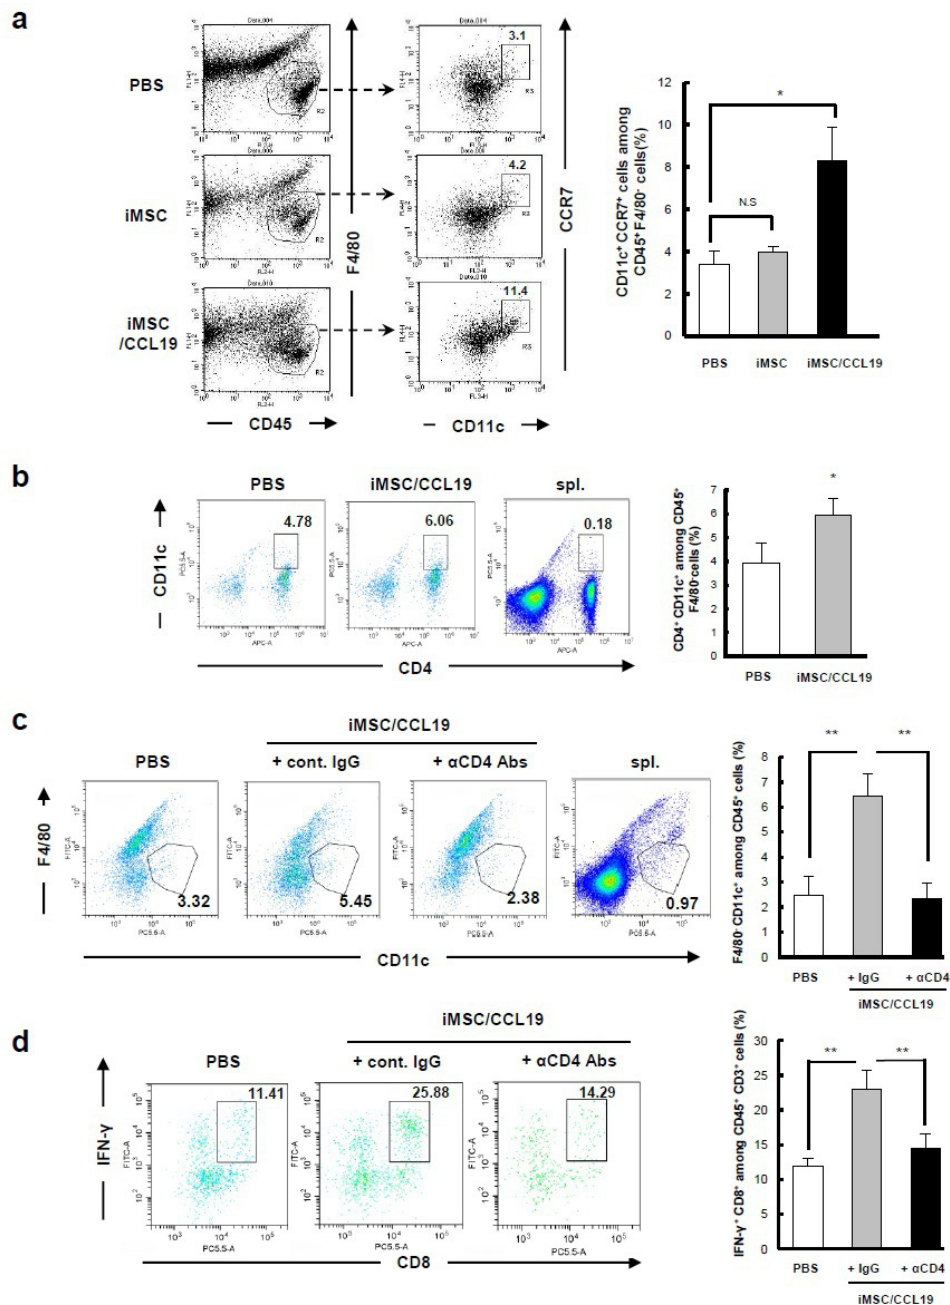 a
PBS
iMSC
iMSC
/CCL19
Data.004
F4/80
CD45
3.1
4.2
11.4
R2
R3
CCR7
CD11c
CD11c⁺ CCR7⁺ cells among
CD45⁺ F4/80⁻ cells (%)
12
10
8
6
4
2
0
*
N.S
PBS
iMSC
iMSC/CCL19
b
PBS
iMSC/CCL19
spl.
4.78
6.06
0.18
CD11c
PC5.5-A
APC-A
CD4
CD4⁺ CD11c⁺ among CD45⁺
F4/80⁻cells (%)
7
6
5
4
3
2
1
0
*
PBS
iMSC/CCL19
c
iMSC/CCL19
PBS
+ cont. IgG
+ αCD4 Abs
spl.
3.32
5.45
2.38
0.97
F4/80
FITC-A
PC5.5-A
CD11c
F4/80⁻ CD11c⁺ among CD45⁺ cells (%)
8
7
6
5
4
3
2
1
0
**
**
PBS
+ IgG
+ αCD4
iMSC/CCL19
d
iMSC/CCL19
PBS
+ cont. IgG
+ αCD4 Abs
11.41
25.88
14.29
IFN-γ
FITC-A
PC5.5-A
CD8
IFN-γ⁺ CD8⁺ among CD45⁺ CD3⁺ cells (%)
30
25
20
15
10
5
0
**
**
PBS
+ IgG
+ αCD4
iMSC/CCL19